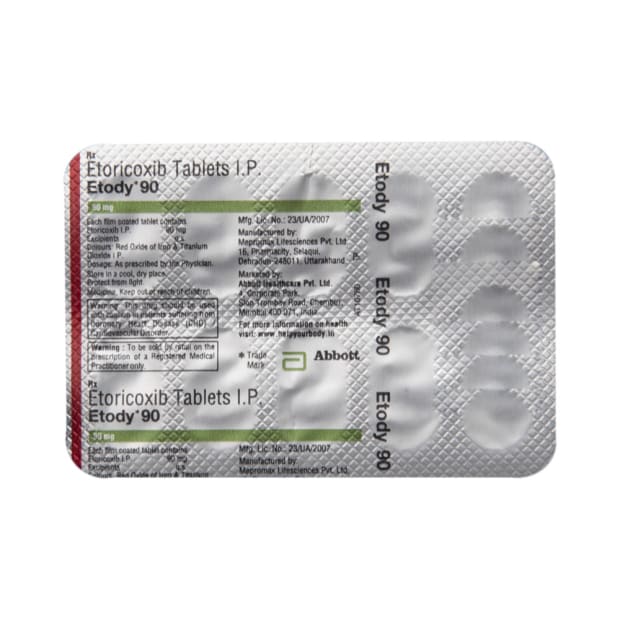 Rx
Etoricoxib Tablets I.P.
Etody*90
90 mg
Each film coated tablet contains
Etoricoxib I.P. 90 mg
Excipients q.s.
Colours: Red Oxide of Iron & Titanium
Dioxide I.P.
Dosage: As prescribed by the Physician.
Store in a cool, dry place.
Protect from light.
Medicine, Keep out of reach of children.
Warning: This drug should be used
with caution in patients suffering from
Coronary Heart Disease (CHD)/
Cardiovascular Disorder.
Warning : To be sold by retail on the
prescription of a Registered Medical
Practitioner only.
Mfg. Lic. No.: 23/UA/2007
Manufactured by:
Mepromax Lifesciences Pvt. Ltd.
16, Pharmacity, Selaqui,
Dehradun-248011, Uttarakhand
Marketed by:
Abbott Healthcare Pvt. Ltd.
4, Corporate Park,
Sion Trombay Road, Chembur,
Mumbai 400 071, India.
For more information on health
visit: www.helpyourbody.in
* Trade
Mark
Abbott
Rx
Etoricoxib Tablets I.P.
Etody*90
90 mg
Each film coated tablet contains
Etoricoxib I.P. 90 mg
Excipients q.s.
Colours: Red Oxide of Iron & Titanium
Mfg. Lic. No.: 23/UA/2007
Manufactured by:
Mepromax Lifesciences Pvt. Ltd.
Etody 90
Etody 90
Etody 90